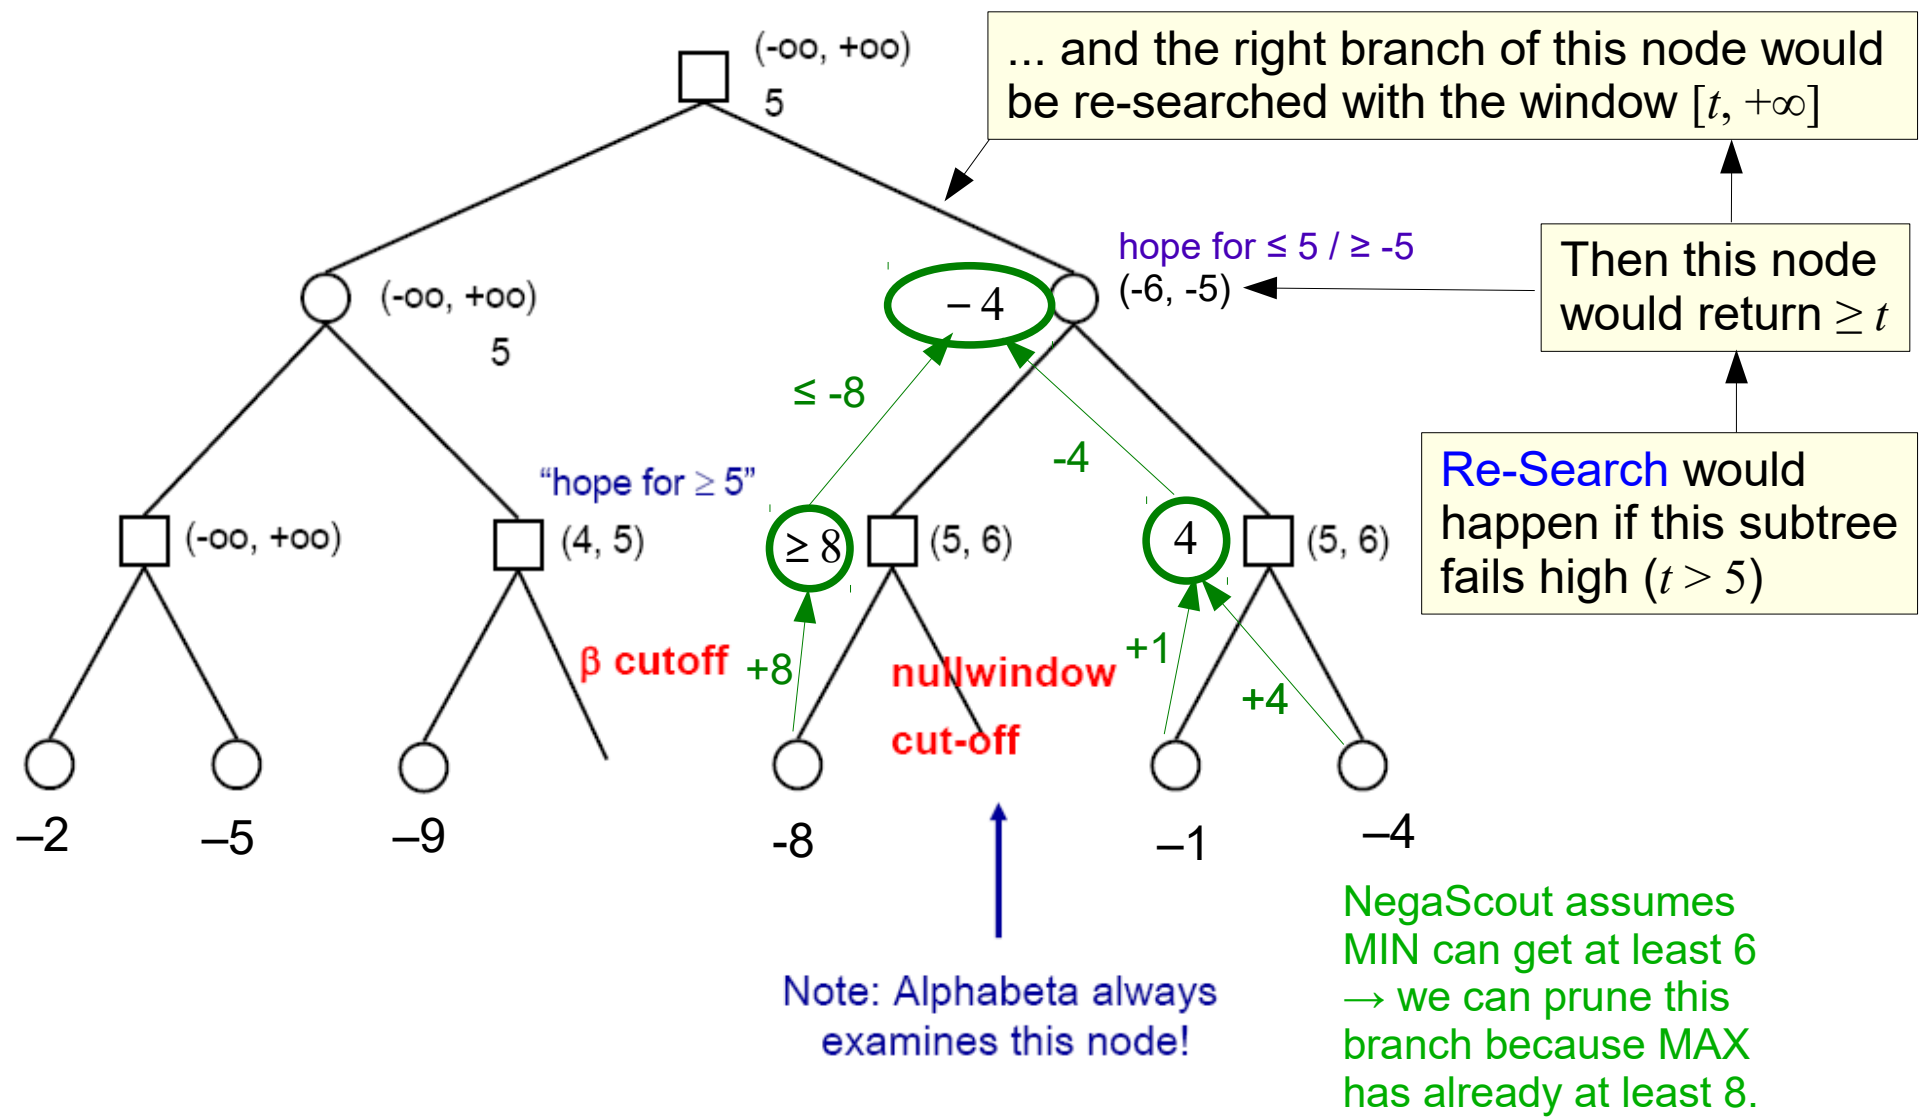 (-oo, +oo)
5
... and the right branch of this node would
be re-searched with the window [t, +∞]
hope for ≤ 5 / ≥ -5
(-6, -5)
Then this node
would return ≥ t
(-oo, +oo)
5
– 4
≤ -8
-4
Re-Search would
happen if this subtree
fails high (t > 5)
“hope for ≥ 5”
(-oo, +oo)
(4, 5)
≥ 8
(5, 6)
4
(5, 6)
β cutoff
+8
nullwindow
cut-off
+1
+4
–2
–5
–9
-8
–1
–4
Note: Alphabeta always
examines this node!
NegaScout assumes
MIN can get at least 6
→ we can prune this
branch because MAX
has already at least 8.